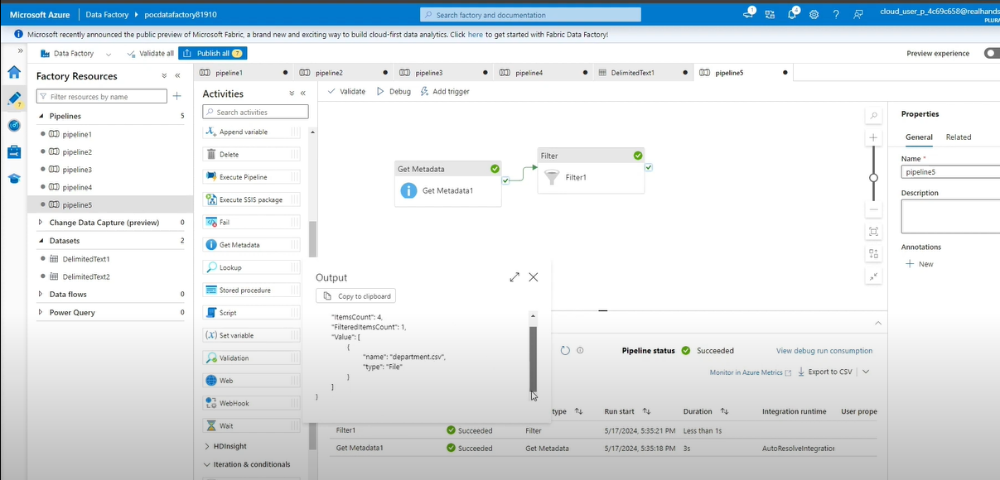 Microsoft Azure
Data Factory
pocdatafactory81910
Search factory and documentation
1
4
cloud_user_p_4c69c658@realhands
PLURA
Microsoft recently announced the public preview of Microsoft Fabric, a brand new and exciting way to build cloud-first data analytics. Click here to get started with Fabric Data Factory!
Data Factory
Validate all
Publish all 7
Preview experience
Factory Resources
Filter resources by name
Pipelines 5
pipeline1
pipeline2
pipeline3
pipeline4
pipeline5
Change Data Capture (preview) 0
Datasets 2
DelimitedText1
DelimitedText2
Data flows 0
Power Query 0
pipeline1
pipeline2
pipeline3
pipeline4
DelimitedText1
pipeline5
Activities
Search activities
Append variable
Delete
Execute Pipeline
Execute SSIS package
Fail
Get Metadata
Lookup
Stored procedure
Script
Set variable
Validation
Web
WebHook
Wait
HDInsight
Iteration & conditionals
Validate
Debug
Add trigger
Get Metadata
Get Metadata1
Filter
Filter1
Output
Copy to clipboard
"ItemsCount": 4,
"FilteredItemsCount": 1,
"Value": [
{
"name": "department.csv",
"type": "File"
}
]
}
Pipeline status Succeeded
View debug run consumption
Monitor in Azure Metrics
Export to CSV
type Run start Duration Integration runtime User prope
Filter1 Succeeded Filter 5/17/2024, 5:35:21 PM Less than 1s
Get Metadata1 Succeeded Get Metadata 5/17/2024, 5:35:18 PM 3s AutoResolveIntegration
Properties
General
Related
Name *
pipeline5
Description
Annotations
New